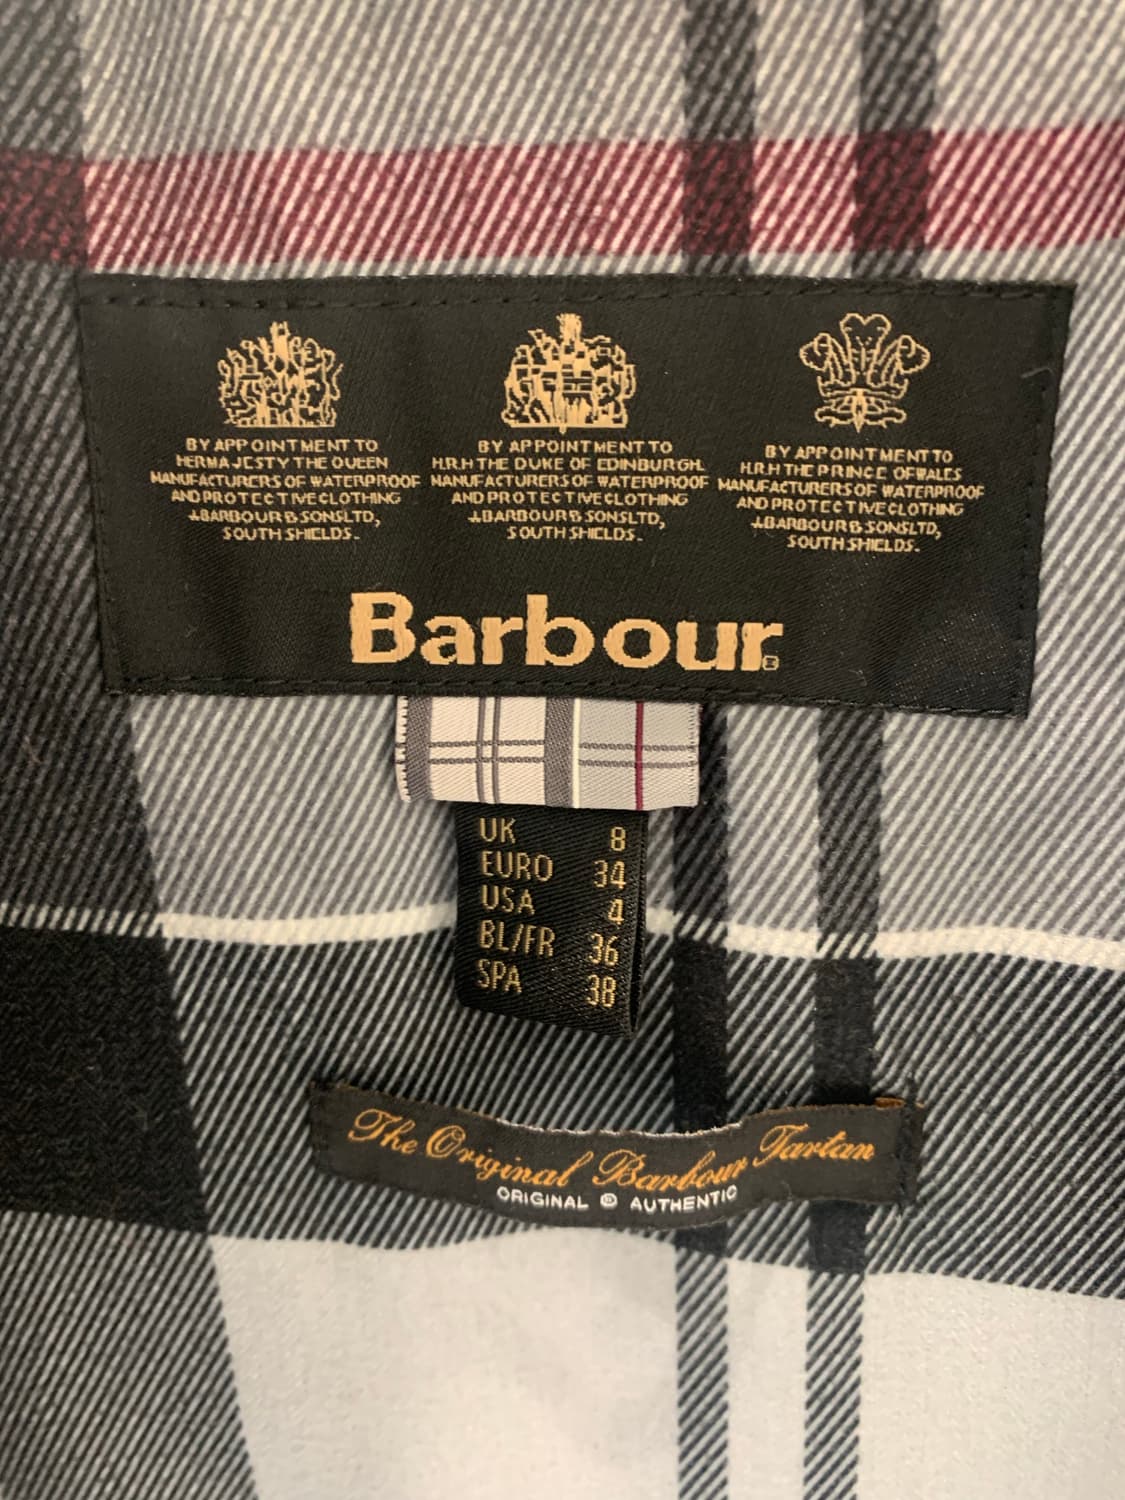 BY APPOINTMENT TO
HER MAJESTY THE QUEEN
MANUFACTURERS OF WATERPROOF
AND PROTECTIVE CLOTHING
J.BARBOUR & SONS LTD,
SOUTH SHIELDS.
BY APPOINTMENT TO
H.R.H THE DUKE OF EDINBURGH.
MANUFACTURERS OF WATERPROOF
AND PROTECTIVE CLOTHING
J.BARBOUR & SONS LTD,
SOUTH SHIELDS.
BY APPOINTMENT TO
H.R.H THE PRINCE OF WALES
MANUFACTURERS OF WATERPROOF
AND PROTECTIVE CLOTHING
J.BARBOUR & SONS LTD,
SOUTH SHIELDS.
Barbour®
UK 8
EURO 34
USA 4
BL/FR 36
SPA 38
The Original Barbour Tartan
ORIGINAL ® AUTHENTIC